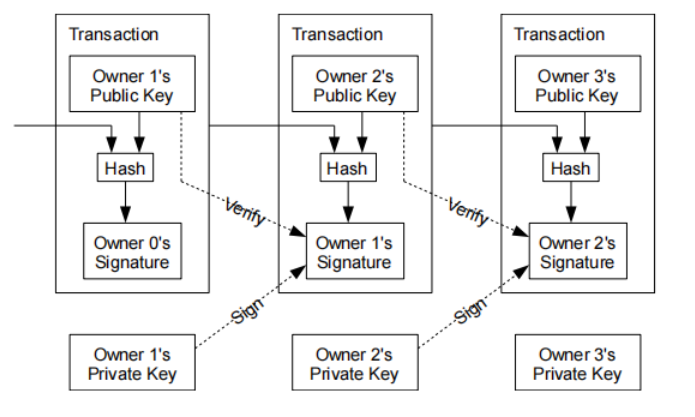 Transaction
Transaction
Transaction
Owner 1's
Public Key
Owner 2's
Public Key
Owner 3's
Public Key
Hash
Hash
Hash
Verify
Verify
Owner 0's
Signature
Owner 1's
Signature
Owner 2's
Signature
Sign
Sign
Owner 1's
Private Key
Owner 2's
Private Key
Owner 3's
Private Key